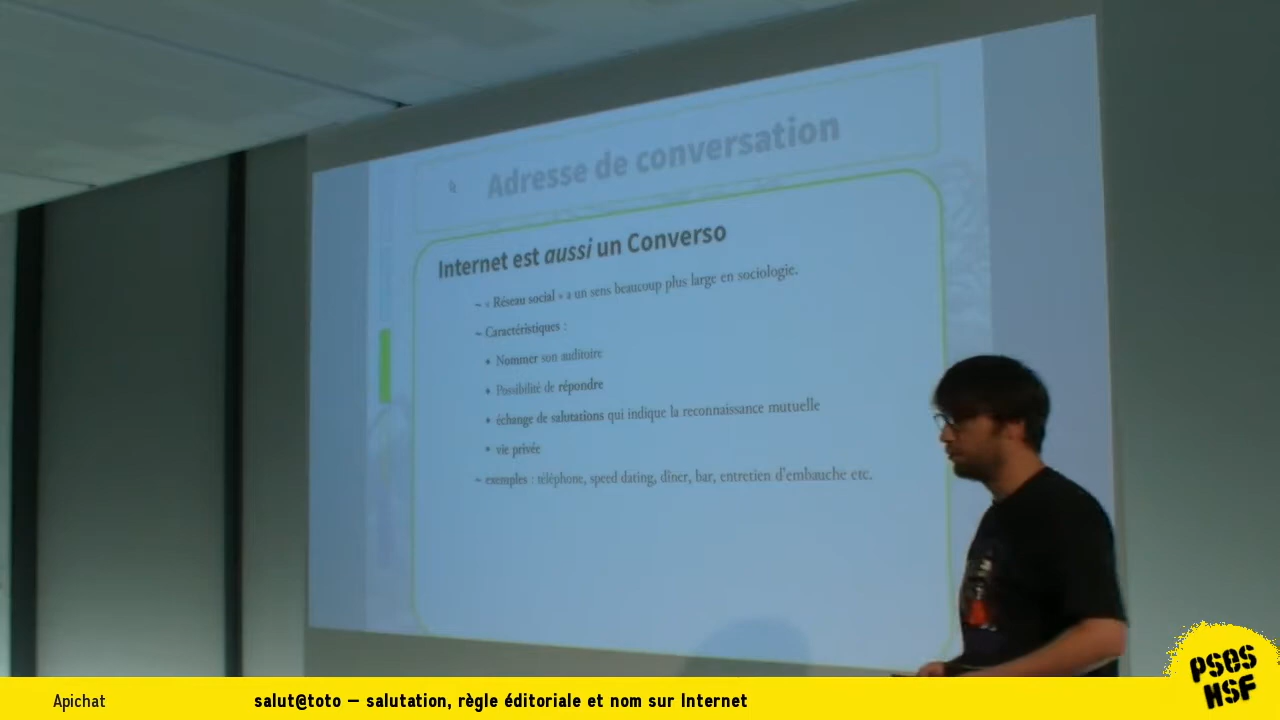 Adresse de conversation
Internet est aussi un Converso
~ « Réseau social » a un sens beaucoup plus large en sociologie.
~ Caractéristiques :
• Nommer son auditoire
• Possibilité de répondre
• échange de salutations qui indique la reconnaissance mutuelle
• vie privée
~ exemples : téléphone, speed dating, dîner, bar, entretien d'embauche etc.
PSES
HSF
Apichat
salut@toto — salutation, règle éditoriale et nom sur Internet